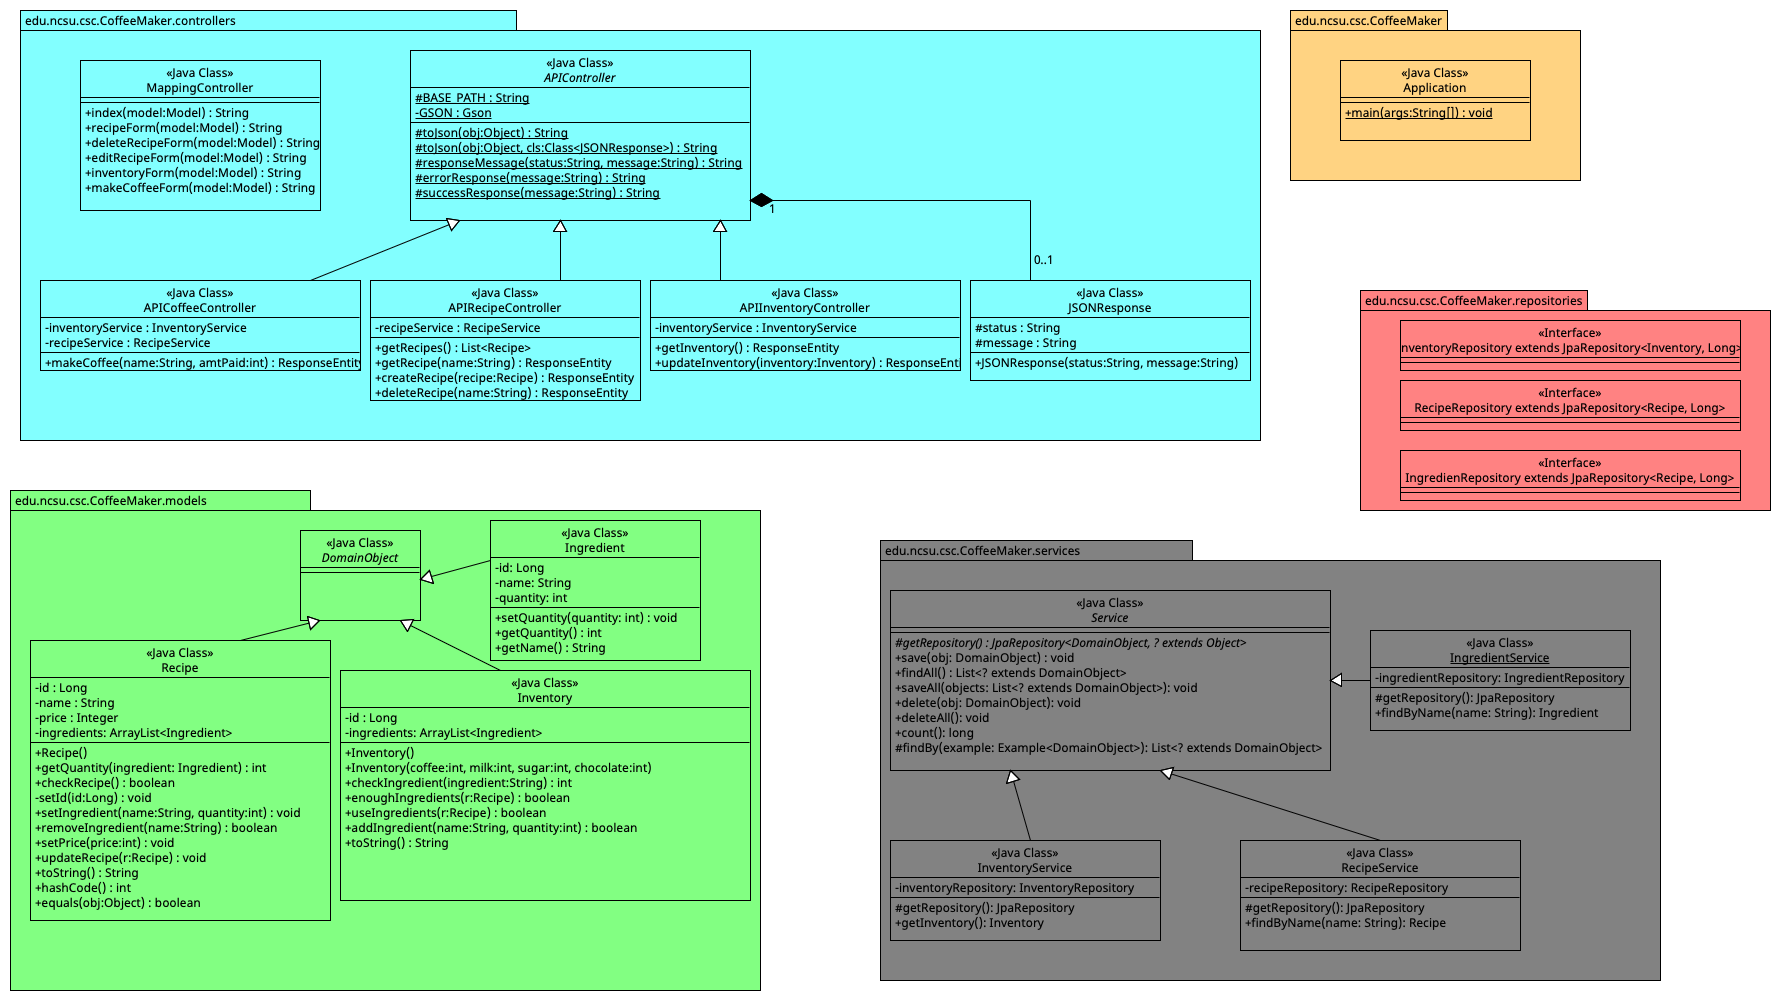 edu.ncsu.csc.CoffeeMaker.controllers
«Java Class»
MappingController
+index(model:Model) : String
+recipeForm(model:Model) : String
+deleteRecipeForm(model:Model) : String
+editRecipeForm(model:Model) : String
+inventoryForm(model:Model) : String
+makeCoffeeForm(model:Model) : String
«Java Class»
APIController
#BASE_PATH : String
-GSON : Gson
#toJson(obj:Object) : String
#toJson(obj:Object, cls:Class<JSONResponse>) : String
#responseMessage(status:String, message:String) : String
#errorResponse(message:String) : String
#successResponse(message:String) : String
1
0..1
«Java Class»
APICoffeeController
-inventoryService : InventoryService
-recipeService : RecipeService
+makeCoffee(name:String, amtPaid:int) : ResponseEntity
«Java Class»
APIRecipeController
-recipeService : RecipeService
+getRecipes() : List<Recipe>
+getRecipe(name:String) : ResponseEntity
+createRecipe(recipe:Recipe) : ResponseEntity
+deleteRecipe(name:String) : ResponseEntity
«Java Class»
APIInventoryController
-inventoryService : InventoryService
+getInventory() : ResponseEntity
+updateInventory(inventory:Inventory) : ResponseEnti
«Java Class»
JSONResponse
#status : String
#message : String
+JSONResponse(status:String, message:String)
edu.ncsu.csc.CoffeeMaker
«Java Class»
Application
+main(args:String[]) : void
edu.ncsu.csc.CoffeeMaker.repositories
«Interface»
nventoryRepository extends JpaRepository<Inventory, Long>
«Interface»
RecipeRepository extends JpaRepository<Recipe, Long>
«Interface»
IngredienRepository extends JpaRepository<Recipe, Long>
edu.ncsu.csc.CoffeeMaker.models
«Java Class»
DomainObject
«Java Class»
Ingredient
-id: Long
-name: String
-quantity: int
+setQuantity(quantity: int) : void
+getQuantity() : int
+getName() : String
«Java Class»
Recipe
-id : Long
-name : String
-price : Integer
-ingredients: ArrayList<Ingredient>
+Recipe()
+getQuantity(ingredient: Ingredient) : int
+checkRecipe() : boolean
-setId(id:Long) : void
+setIngredient(name:String, quantity:int) : void
+removeIngredient(name:String) : boolean
+setPrice(price:int) : void
+updateRecipe(r:Recipe) : void
+toString() : String
+hashCode() : int
+equals(obj:Object) : boolean
«Java Class»
Inventory
-id : Long
-ingredients: ArrayList<Ingredient>
+Inventory()
+Inventory(coffee:int, milk:int, sugar:int, chocolate:int)
+checkIngredient(ingredient:String) : int
+enoughIngredients(r:Recipe) : boolean
+useIngredients(r:Recipe) : boolean
+addIngredient(name:String, quantity:int) : boolean
+toString() : String
edu.ncsu.csc.CoffeeMaker.services
«Java Class»
Service
#getRepository() : JpaRepository<DomainObject, ? extends Object>
+save(obj: DomainObject) : void
+findAll() : List<? extends DomainObject>
+saveAll(objects: List<? extends DomainObject>): void
+delete(obj: DomainObject): void
+deleteAll(): void
+count(): long
#findBy(example: Example<DomainObject>): List<? extends DomainObject>
«Java Class»
IngredientService
-ingredientRepository: IngredientRepository
#getRepository(): JpaRepository
+findByName(name: String): Ingredient
«Java Class»
InventoryService
-inventoryRepository: InventoryRepository
#getRepository(): JpaRepository
+getInventory(): Inventory
«Java Class»
RecipeService
-recipeRepository: RecipeRepository
#getRepository(): JpaRepository
+findByName(name: String): Recipe